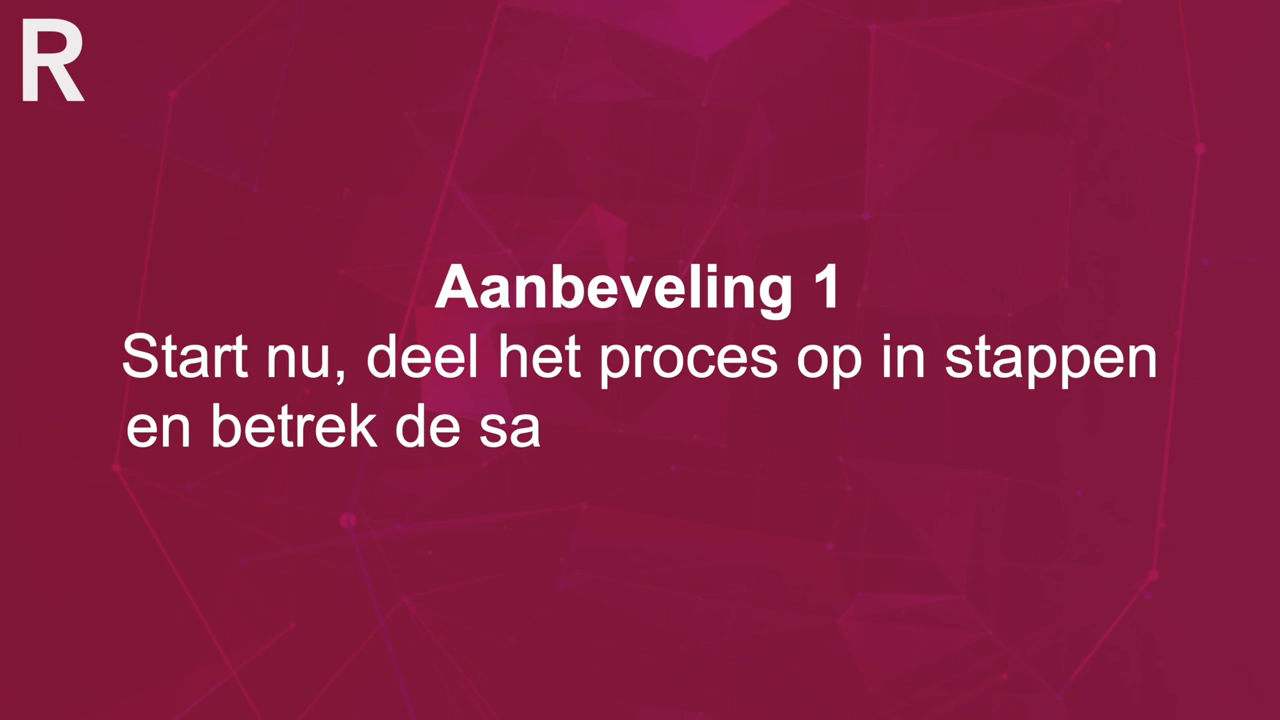 R
Aanbeveling 1
Start nu, deel het proces op in stappen
en betrek de sa